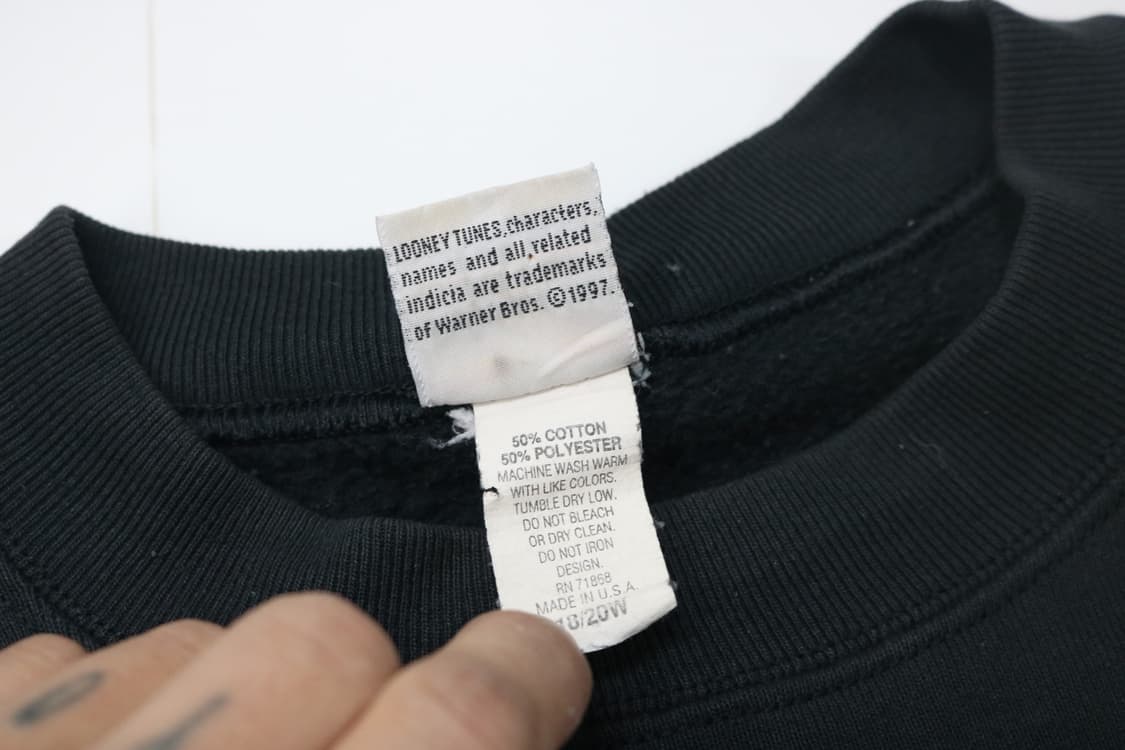 LOONEY TUNES, characters,
names and all related
indicia are trademarks
of Warner Bros. ©1997.
50% COTTON
50% POLYESTER
MACHINE WASH WARM
WITH LIKE COLORS.
TUMBLE DRY LOW.
DO NOT BLEACH
OR DRY CLEAN.
DO NOT IRON
DESIGN.
RN 71868
MADE IN U.S.A.
18/20W